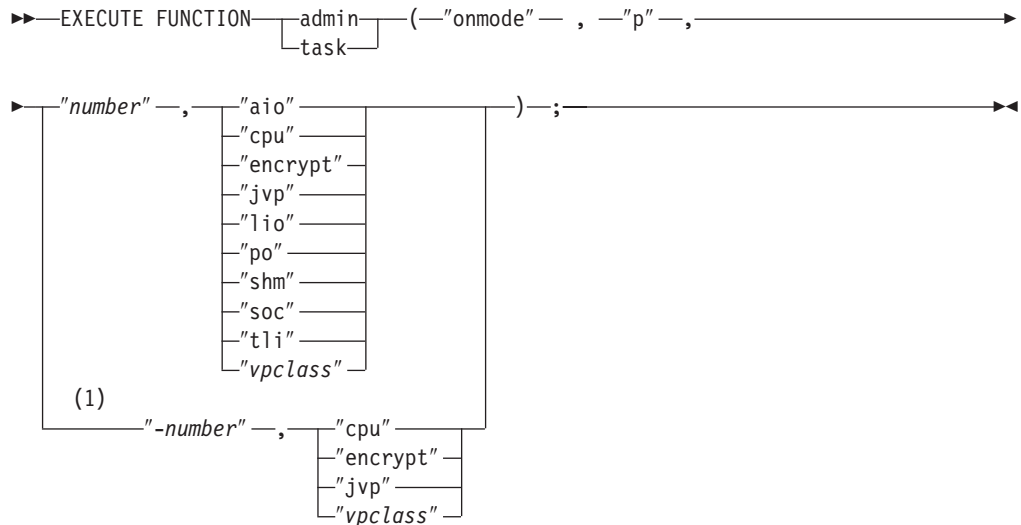 EXECUTE FUNCTION admin ( "onmode" , "p" ,
task
"number" , "aio" ) ;
"cpu"
"encrypt"
"jvp"
"lio"
"po"
"shm"
"soc"
"tli"
"vpclass"
(1)
"-number" , "cpu"
"encrypt"
"jvp"
"vpclass"